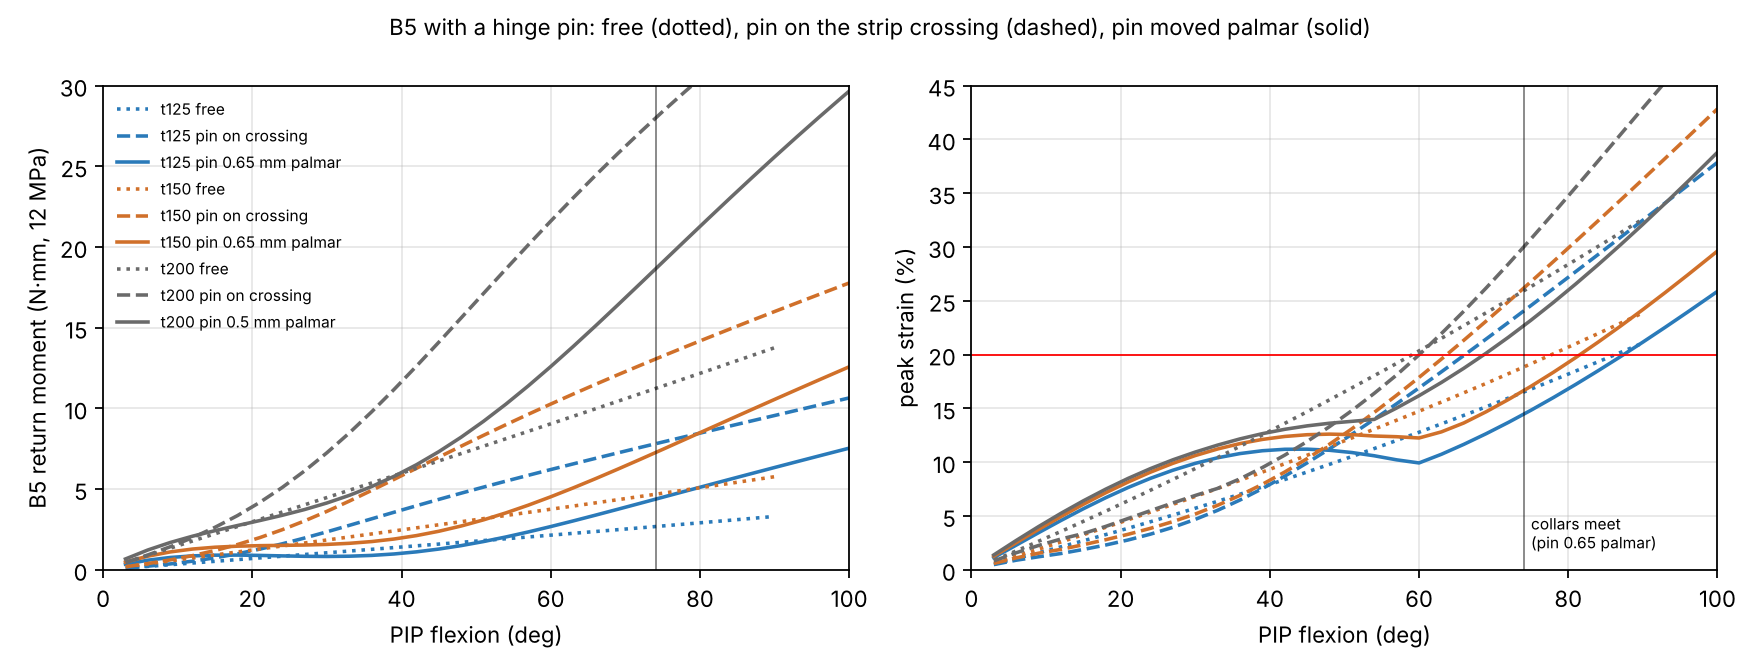 B5 with a hinge pin: free (dotted), pin on the strip crossing (dashed), pin moved palmar (solid)
B5 return moment (N·mm, 12 MPa)
30
25
20
15
10
5
0
t125 free
t125 pin on crossing
t125 pin 0.65 mm palmar
t150 free
t150 pin on crossing
t150 pin 0.65 mm palmar
t200 free
t200 pin on crossing
t200 pin 0.5 mm palmar
0 20 40 60 80 100
PIP flexion (deg)
peak strain (%)
45
40
35
30
25
20
15
10
5
0
collars meet
(pin 0.65 palmar)
0 20 40 60 80 100
PIP flexion (deg)